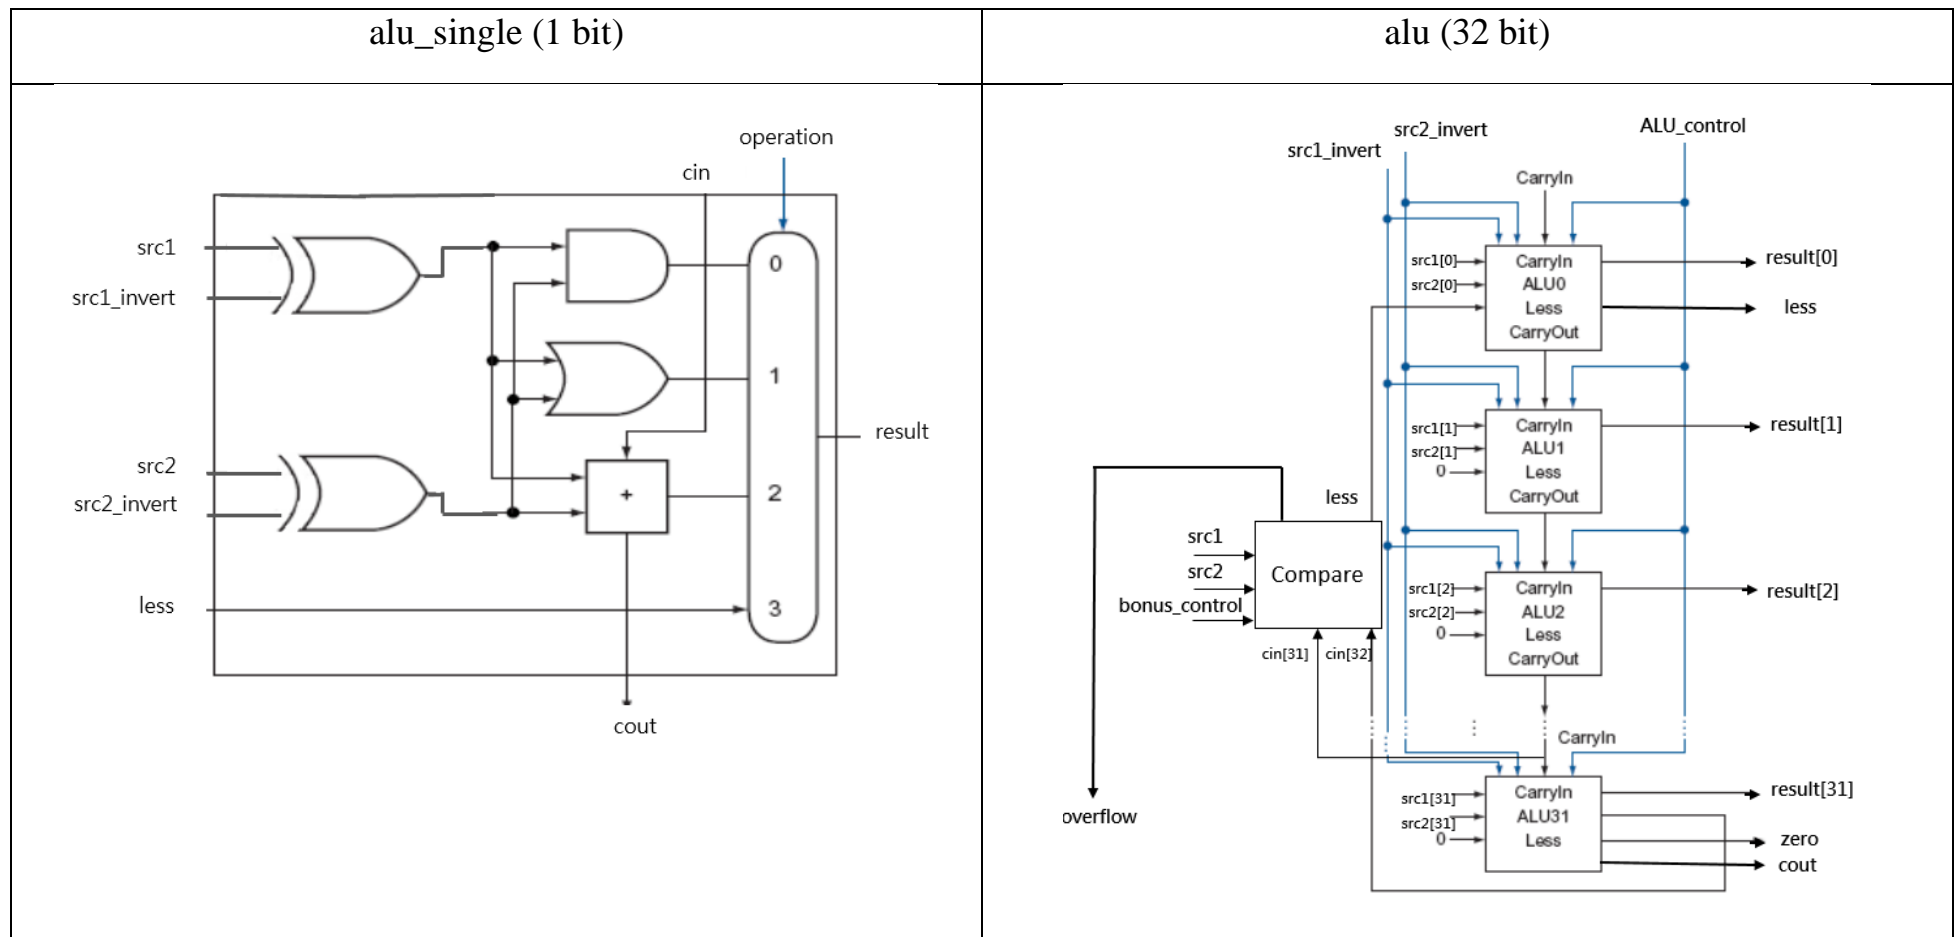 alu_single (1 bit)
operation
cin
src1
src1_invert
0
1
src2
src2_invert
+
2
result
less
3
cout
alu (32 bit)
src2_invert
ALU_control
src1_invert
CarryIn
src1[0]
CarryIn
result[0]
src2[0]
ALU0
Less
less
CarryOut
src1[1]
CarryIn
result[1]
src2[1]
ALU1
0
Less
CarryOut
less
src1
src2
Compare
bonus_control
cin[31]
cin[32]
src1[2]
CarryIn
result[2]
src2[2]
ALU2
0
Less
CarryOut
CarryIn
overflow
src1[31]
CarryIn
result[31]
src2[31]
ALU31
0
Less
zero
cout